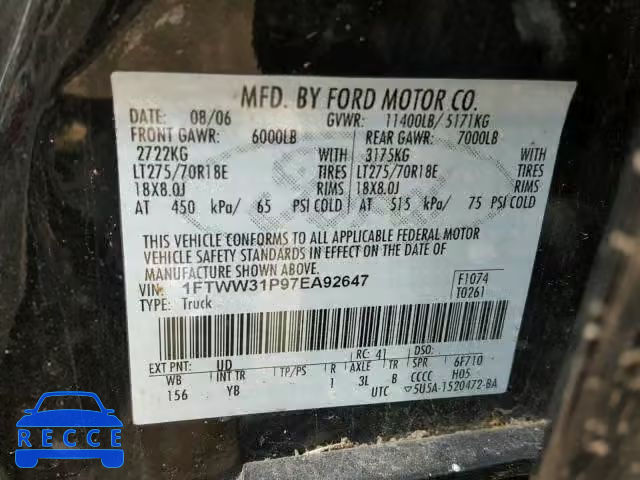 MFD. BY FORD MOTOR CO.
DATE: 08/06 GVWR: 11400LB/ 5171KG
FRONT GAWR: 6000LB REAR GAWR: 7000LB
2722KG WITH 3175KG WITH
LT275/70R18E TIRES LT275/70R18E TIRES
18X8.0J RIMS 18X8.0J RIMS
AT 450 kPa/ 65 PSI COLD AT 515 kPa/ 75 PSI COLD
THIS VEHICLE CONFORMS TO ALL APPLICABLE FEDERAL MOTOR
VEHICLE SAFETY STANDARDS IN EFFECT ON THE DATE OF
MANUFACTURE SHOWN ABOVE.
VIN: 1FTWW31P97EA92647 F1074
TYPE: Truck T0261
EXT PNT: UD RC: 41 DSO:
WB INT TR TP/PS R AXLE TR SPR 6F710
156 YB 1 3L B CCCC H05
UTC 5U5A-1520472-BA
RECCE